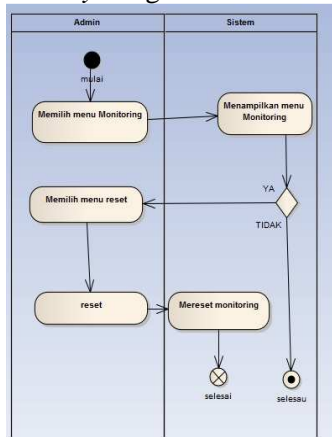 Admin
Sistem
mulai
Memilih menu Monitoring
Menampilkan menu
Monitoring
YA
Memilih menu reset
TIDAK
reset
Mereset monitoring
selesai
selesau